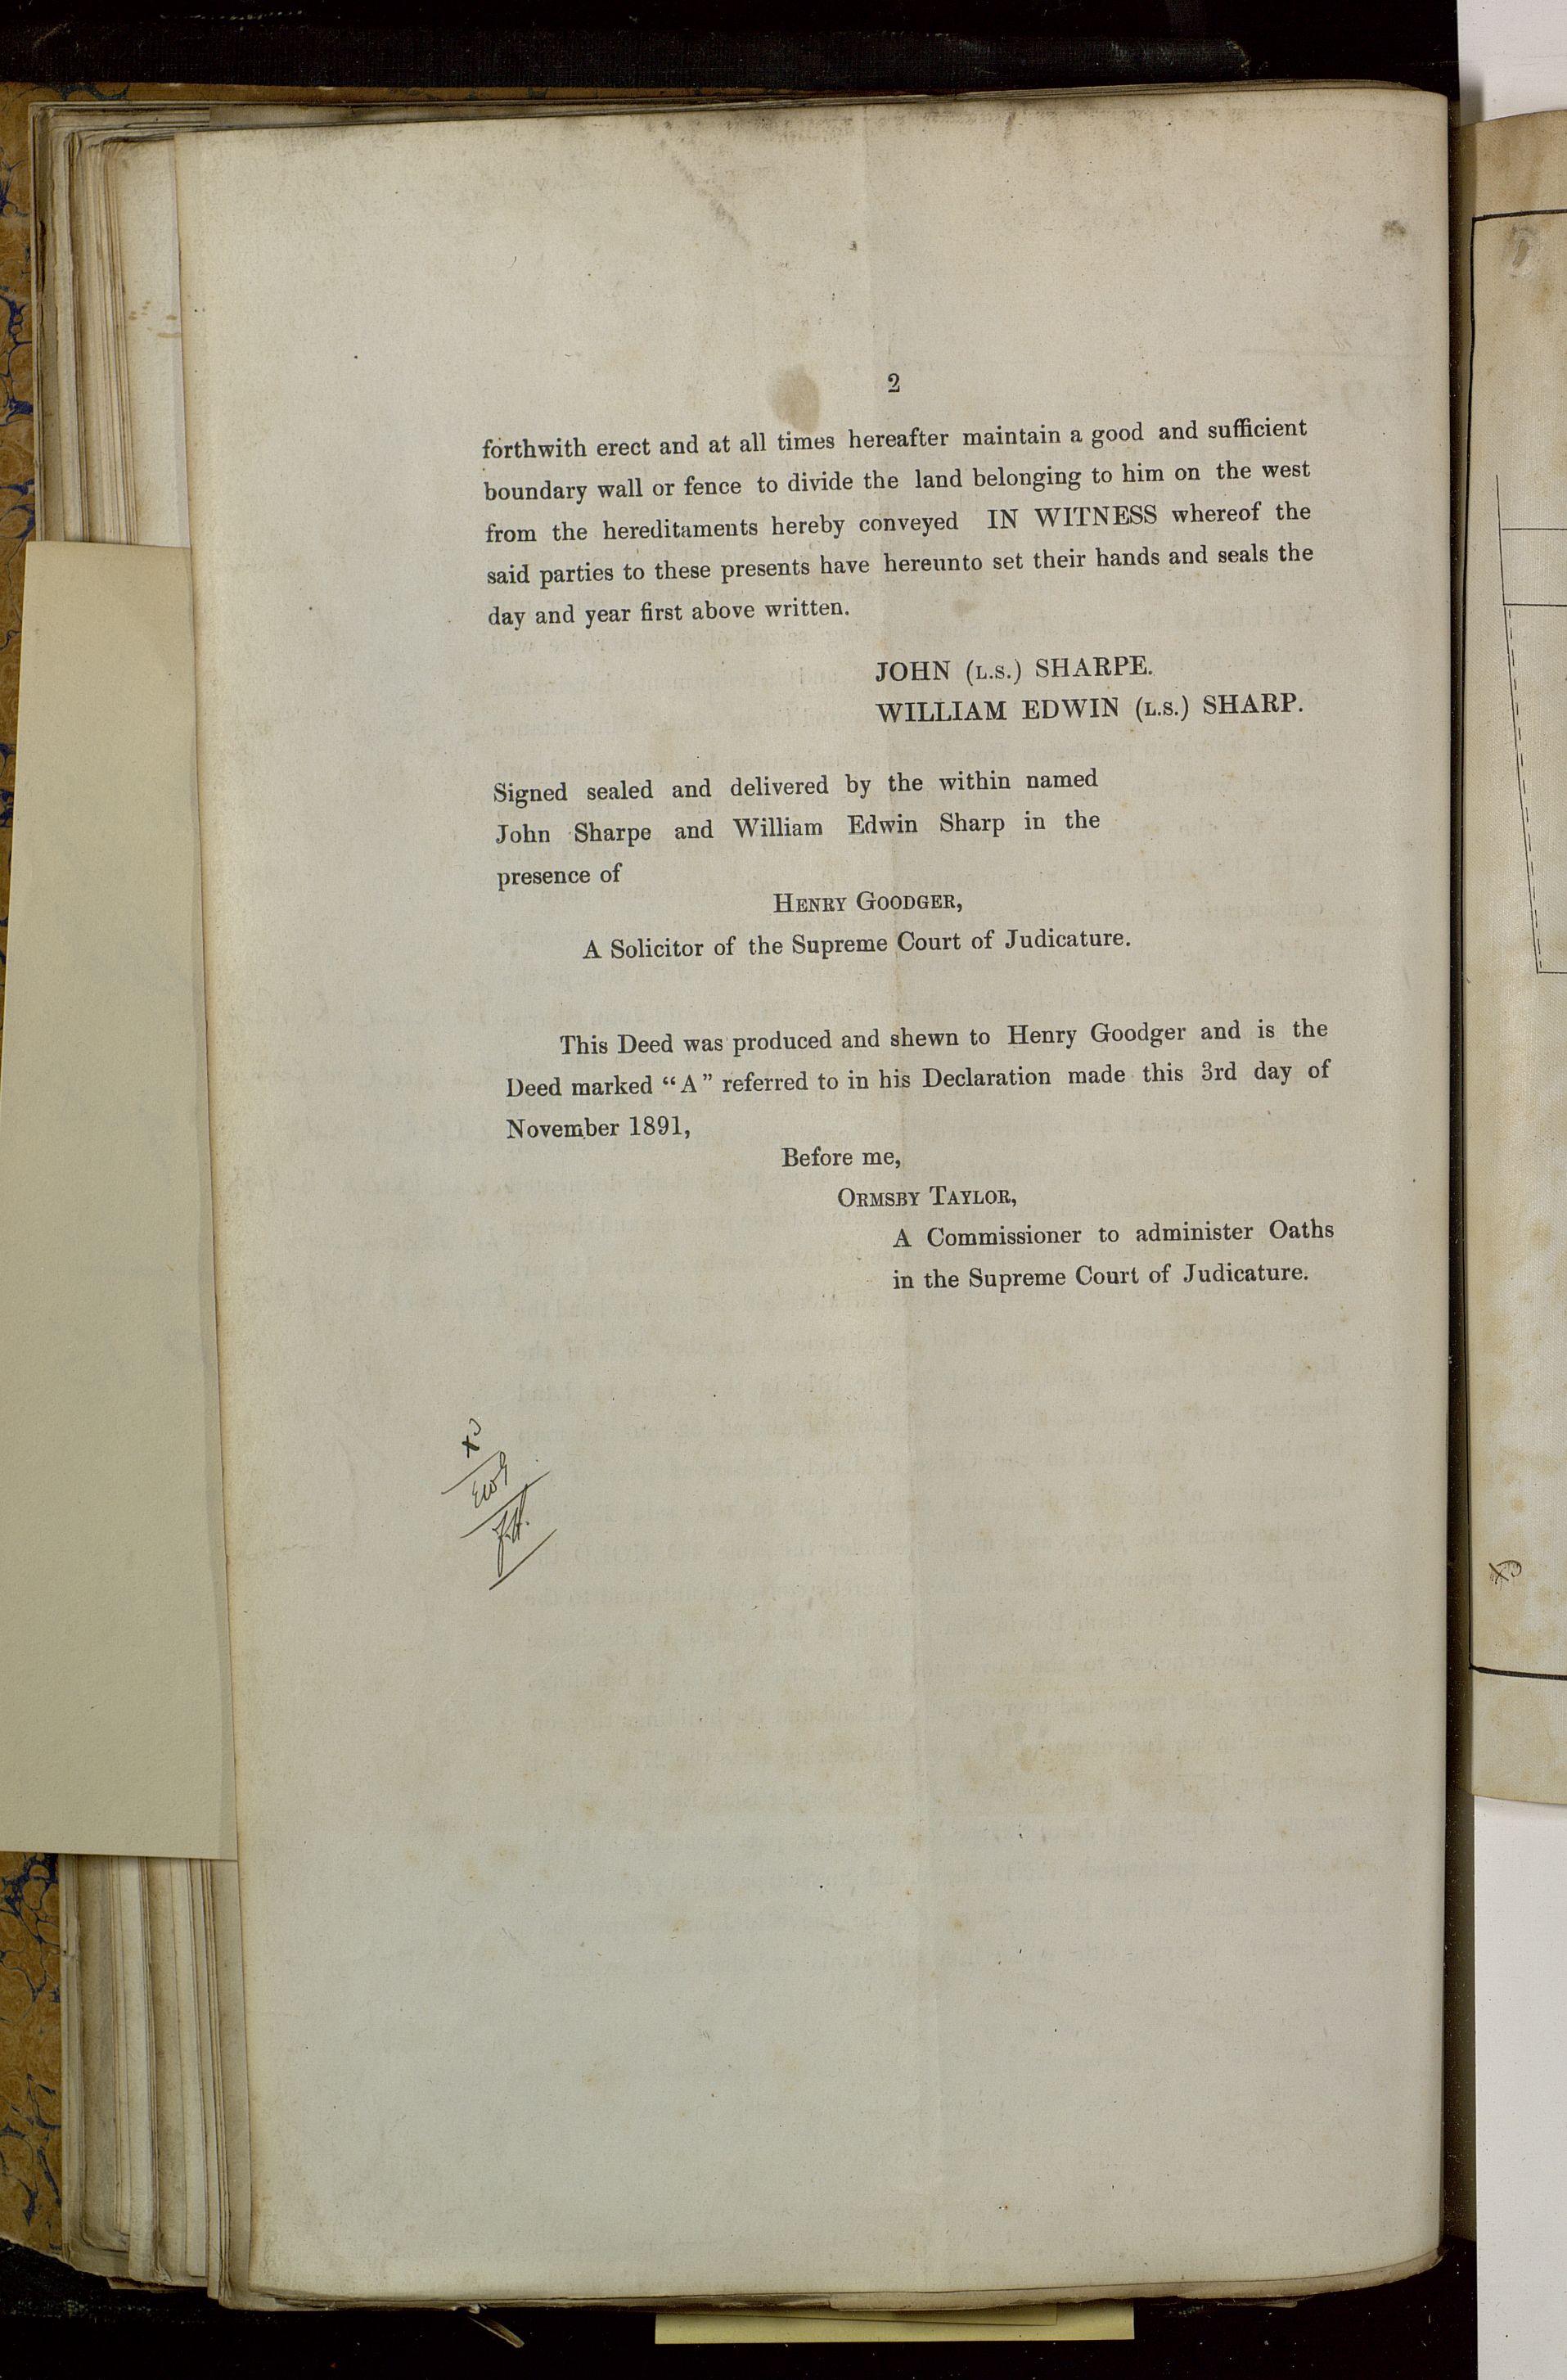 2
forthwith erect and at all times hereafter maintain a good and sufficient
boundary wall or fence to divide the land belonging to him on the west
from the hereditaments hereby conveyed IN WITNESS whereof the
said parties to these presents have hereunto set their hands and seals the
day and year first above written.
JOHN (L.S.) SHARPE.
WILLIAM EDWIN (L.S.) SHARP.
Signed sealed and delivered by the within named
John Sharpe and William Edwin Sharp in the
presence of
HENRY GOODGER,
A Solicitor of the Supreme Court of Judicature.
This Deed was produced and shewn to Henry Goodger and is the
Deed marked “A” referred to in his Declaration made this 3rd day of
November 1891,
Before me,
ORMSBY TAYLOR,
A Commissioner to administer Oaths
in the Supreme Court of Judicature.